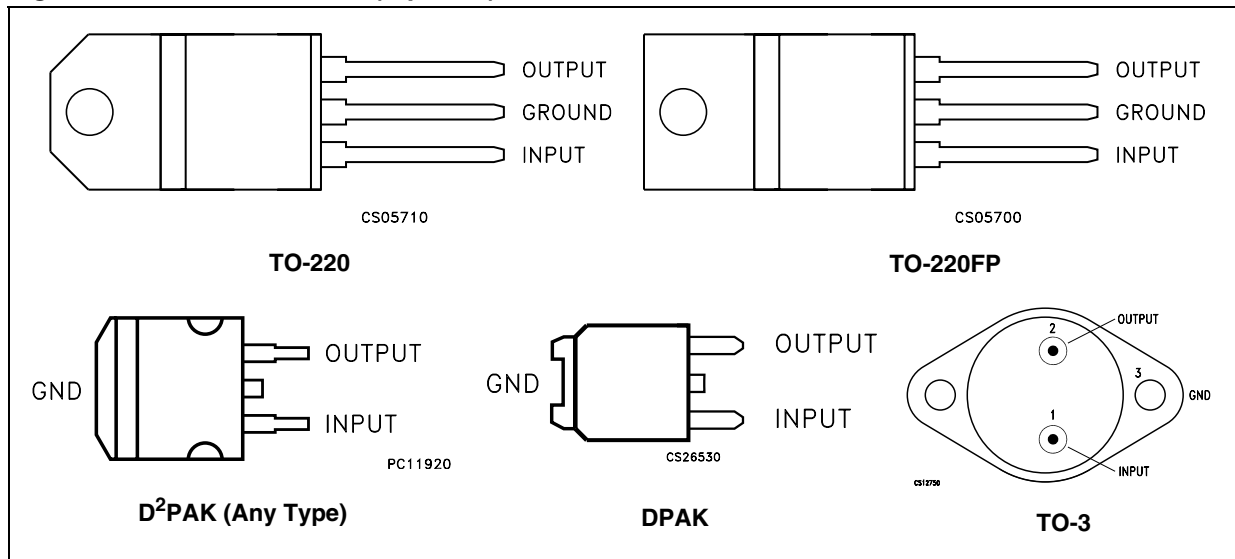 OUTPUT
GROUND
INPUT
CS05710
TO-220
OUTPUT
GROUND
INPUT
CS05700
TO-220FP
GND
OUTPUT
INPUT
PC11920
D²PAK (Any Type)
GND
OUTPUT
INPUT
CS26530
DPAK
OUTPUT
2
3
GND
1
INPUT
CS12750
TO-3